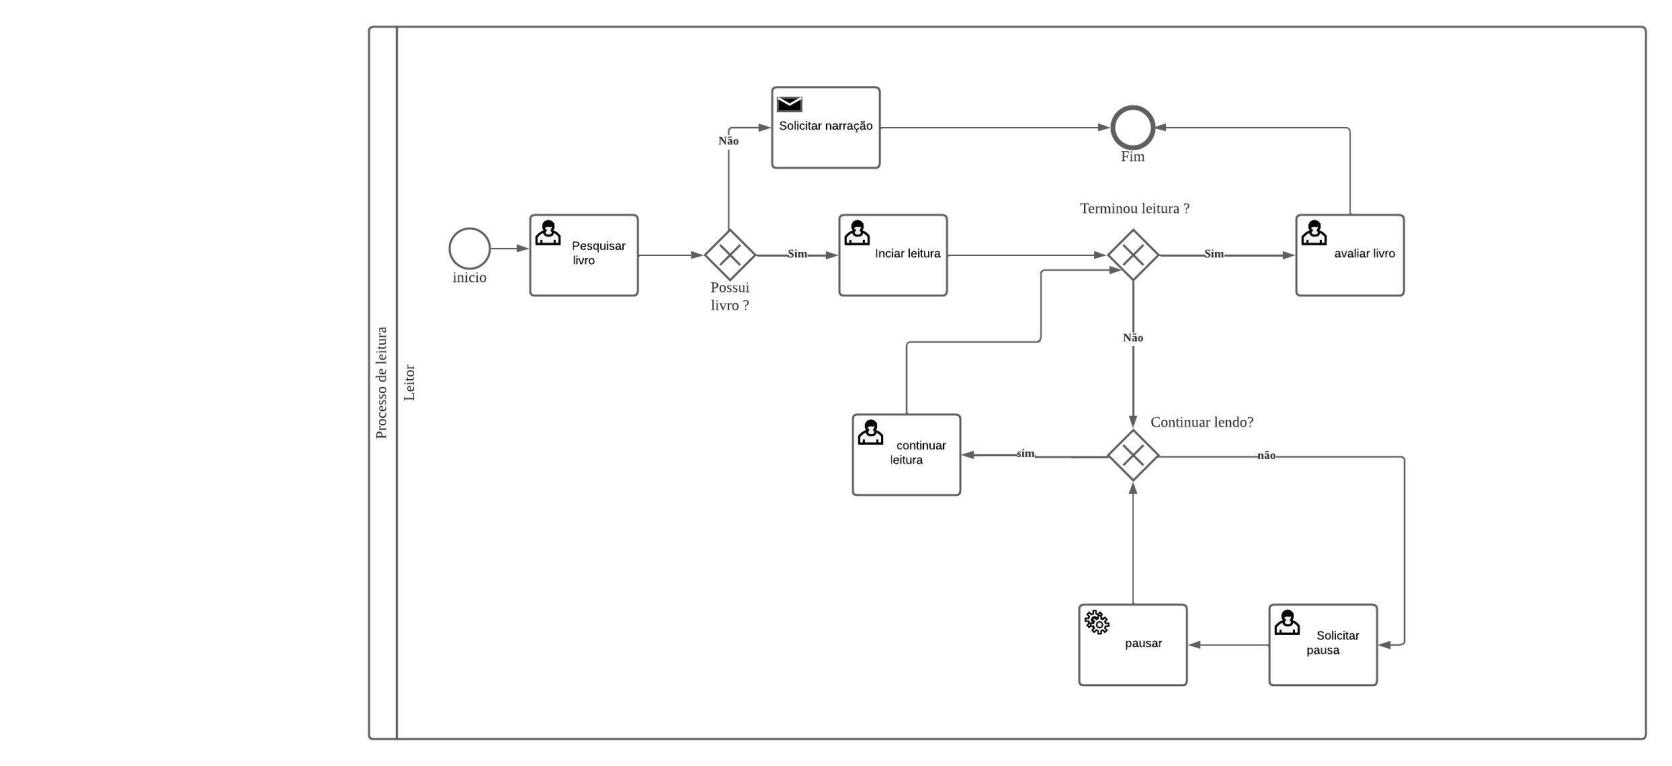 Processo de leitura
Leitor
inicio
Pesquisar
livro
Possui
livro ?
Não
Solicitar narração
Sim
Inciar leitura
Fim
Terminou leitura ?
Sim
avaliar livro
Não
Continuar lendo?
sim
continuar
leitura
não
Solicitar
pausa
pausar